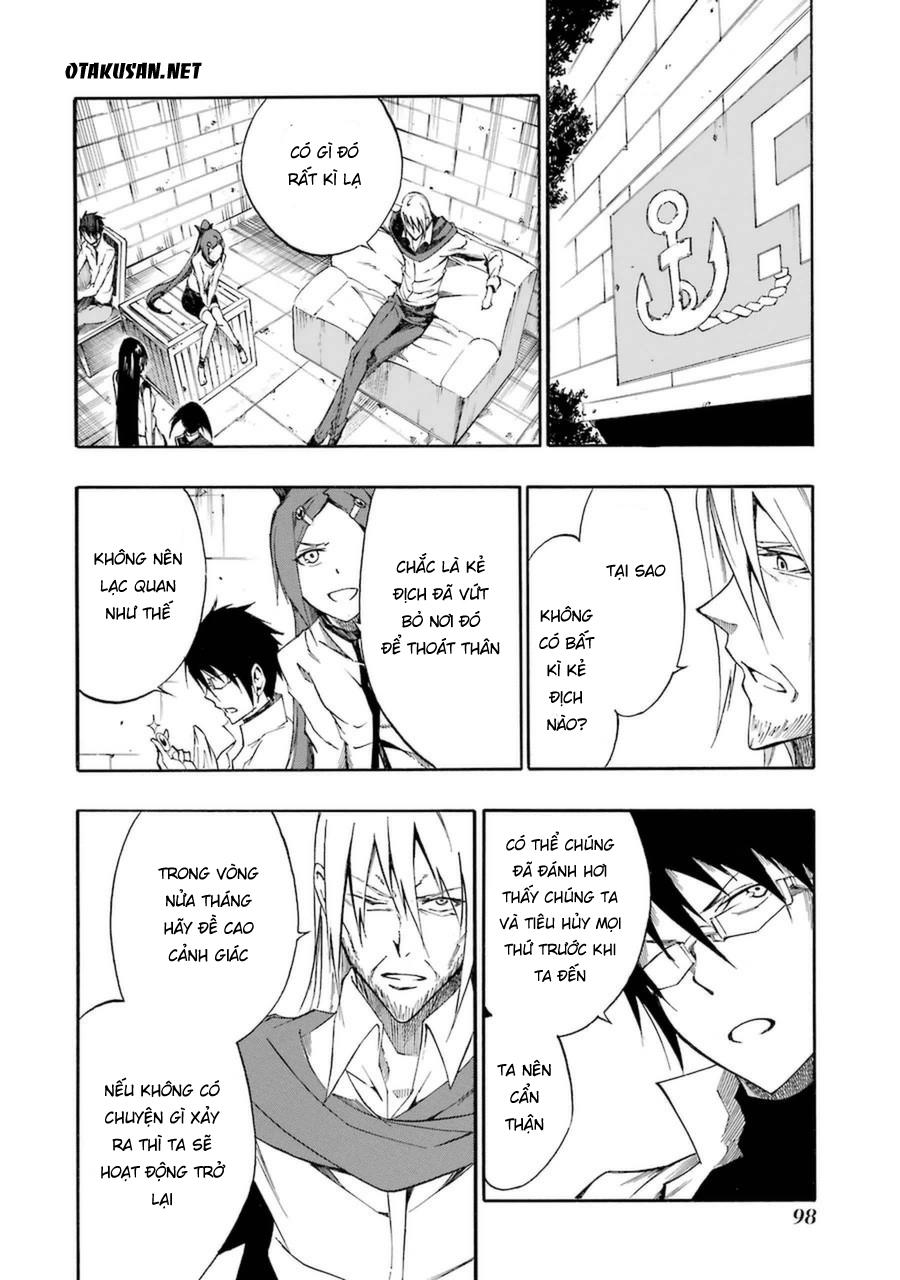 OTAKUSAN.NET
CÓ GÌ ĐÓ
RẤT KÌ LẠ
TẠI SAO
KHÔNG
CÓ BẤT
KÌ KẺ
ĐỊCH
NÀO?
CHẮC LÀ KẺ
ĐỊCH ĐÃ VỨT
BỎ NƠI ĐÓ
ĐỂ THOÁT THÂN
KHÔNG NÊN
LẠC QUAN
NHƯ THẾ
CÓ THỂ CHÚNG
ĐÃ ĐÁNH HƠI
THẤY CHÚNG TA
VÀ TIÊU HỦY MỌI
THỨ TRƯỚC KHI
TA ĐẾN
TA NÊN
CẨN
THẬN
TRONG VÒNG
NỬA THÁNG
HÃY ĐỀ CAO
CẢNH GIÁC
NẾU KHÔNG CÓ
CHUYỆN GÌ XẢY
RA THÌ TA SẼ
HOẠT ĐỘNG TRỞ
LẠI
98